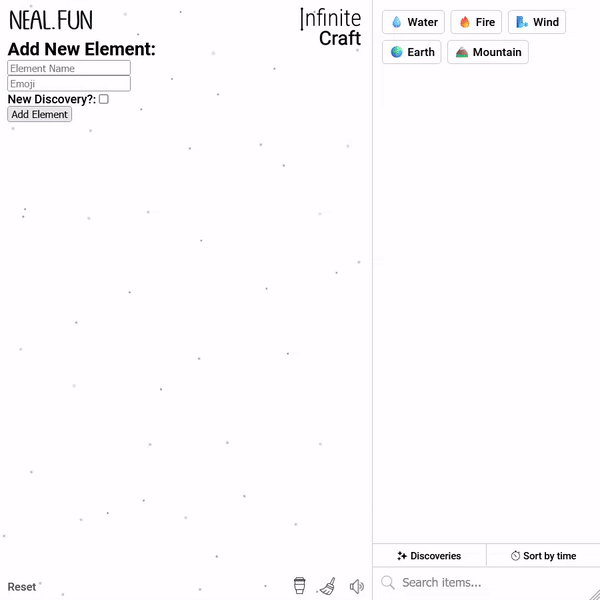 NEAL.FUN
Infinite
Craft
Add New Element:
Element Name
Emoji
New Discovery?:
Add Element
Water
Fire
Wind
Earth
Mountain
Discoveries
Sort by time
Search items...
Reset